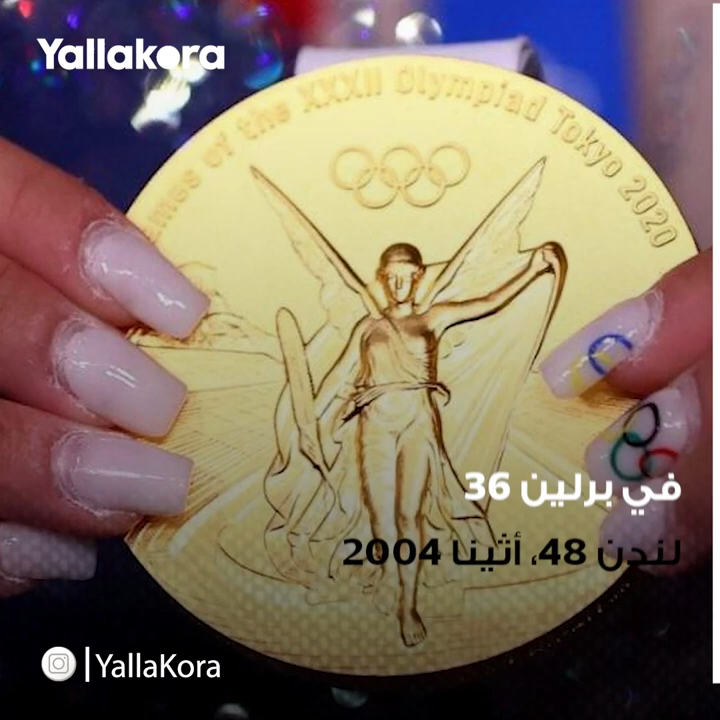 Yallakora
Games of the XXXII Olympiad Tokyo 2020
في برلين 36
لندن 48، أثينا 2004
YallaKora